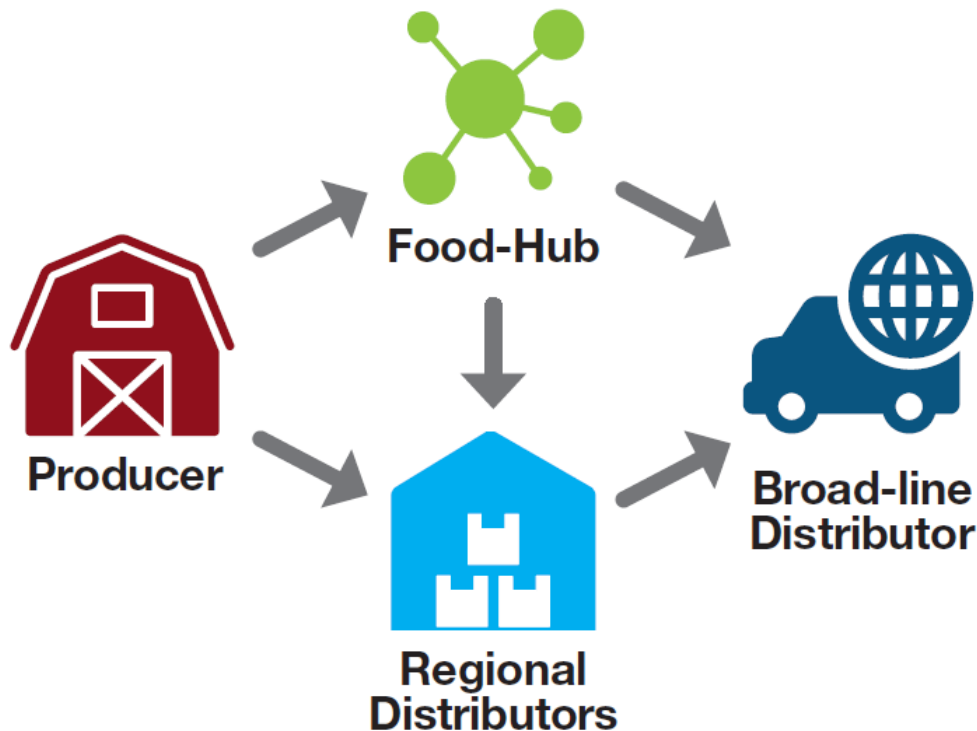 Food-Hub
Producer
Broad-line
Distributor
Regional
Distributors